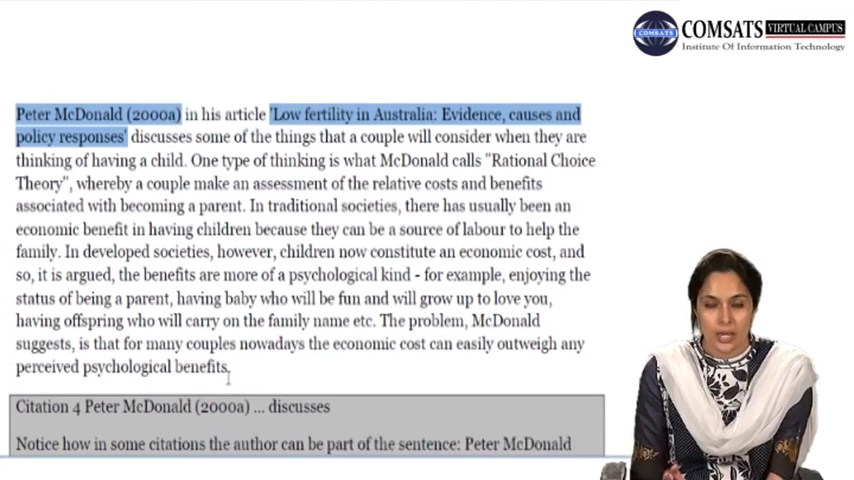 COMSATS
COMSATS VIRTUAL CAMPUS
Institute Of Information Technology
Peter McDonald (2000a) in his article 'Low fertility in Australia: Evidence, causes and
policy responses' discusses some of the things that a couple will consider when they are
thinking of having a child. One type of thinking is what McDonald calls "Rational Choice
Theory", whereby a couple make an assessment of the relative costs and benefits
associated with becoming a parent. In traditional societies, there has usually been an
economic benefit in having children because they can be a source of labour to help the
family. In developed societies, however, children now constitute an economic cost, and
so, it is argued, the benefits are more of a psychological kind - for example, enjoying the
status of being a parent, having baby who will be fun and will grow up to love you,
having offspring who will carry on the family name etc. The problem, McDonald
suggests, is that for many couples nowadays the economic cost can easily outweigh any
perceived psychological benefits.
Citation 4 Peter McDonald (2000a) ... discusses
Notice how in some citations the author can be part of the sentence: Peter McDonald